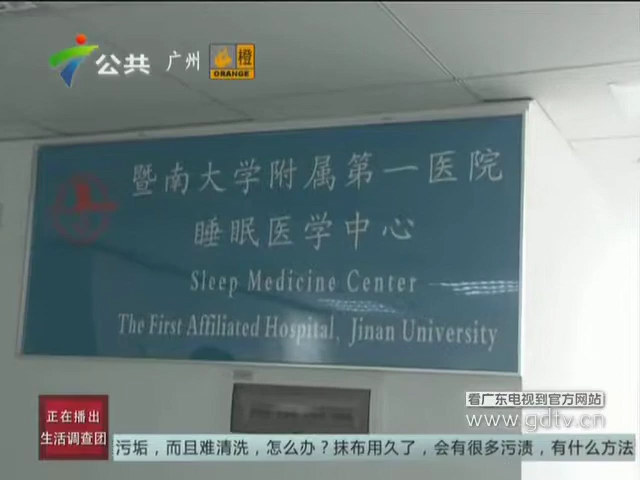 公共 广州 橙
ORANGE
暨南大学附属第一医院
睡眠医学中心
Sleep Medicine Center
The First Affiliated Hospital, Jinan University
看广东电视到官方网站
www.gdtv.cn
正在播出
生活调查团
污垢，而且难清洗，怎么办？抹布用久了，会有很多污渍，有什么方法